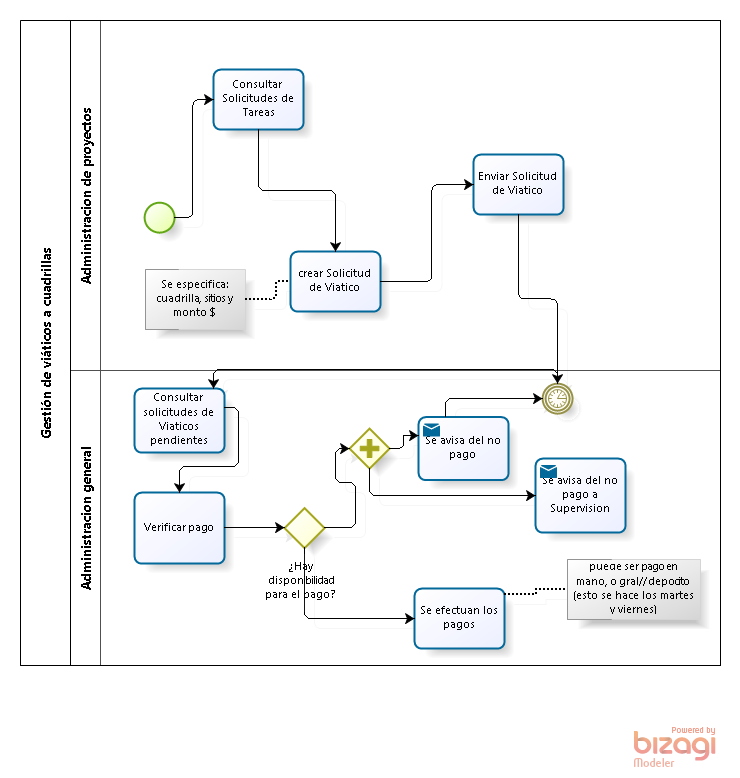 Gestión de viáticos a cuadrillas
Administracion de proyectos
Consultar
Solicitudes de
Tareas
Enviar Solicitud
de Viatico
crear Solicitud
de Viatico
Se especifica:
cuadrilla, sitios y
monto $
Administracion general
Consultar
solicitudes de
Viaticos
pendientes
Se avisa del no
pago
Se avisa del no
pago a
Supervision
Verificar pago
¿Hay
disponibilidad
para el pago?
puede ser pago en
mano, o gral// deposito
(esto se hace los martes
y viernes)
Se efectuan los
pagos
Powered by
bizagi
Modeler